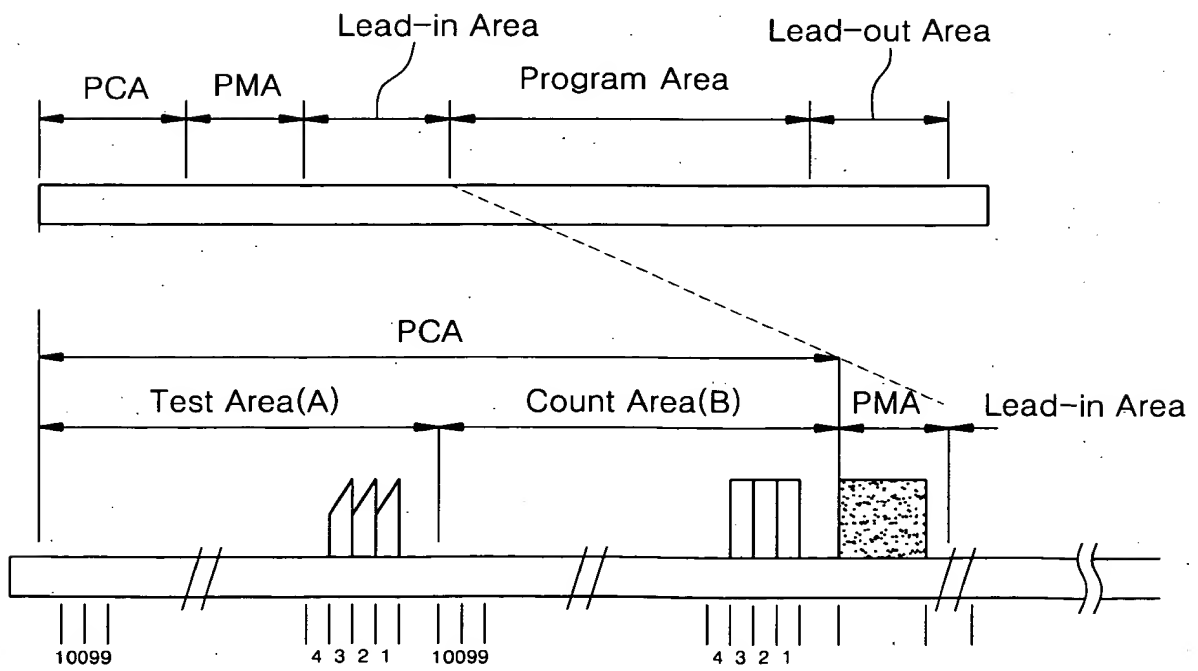 Lead-in Area
Lead-out Area
PCA
PMA
Program Area
PCA
Test Area(A)
Count Area(B)
PMA
Lead-in Area
10099
4 3 2 1
10099
4 3 2 1